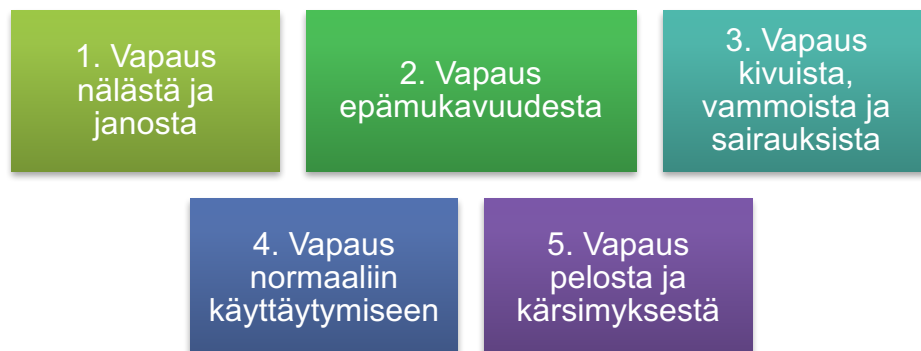 1. Vapaus
nälästä ja
janosta
2. Vapaus
epämukavuudesta
3. Vapaus
kivuista,
vammoista ja
sairauksista
4. Vapaus
normaaliin
käyttäytymiseen
5. Vapaus
pelosta ja
kärsimyksestä